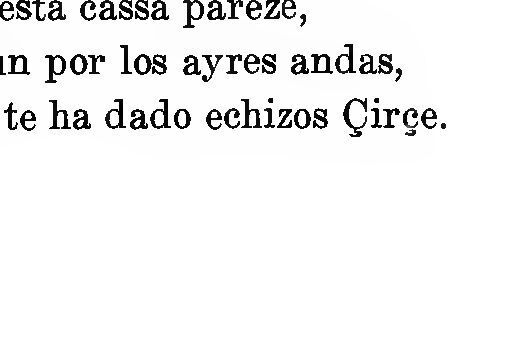 esta cassa pareze,
por los ayres andas,
te ha dado echizos Çirçe.